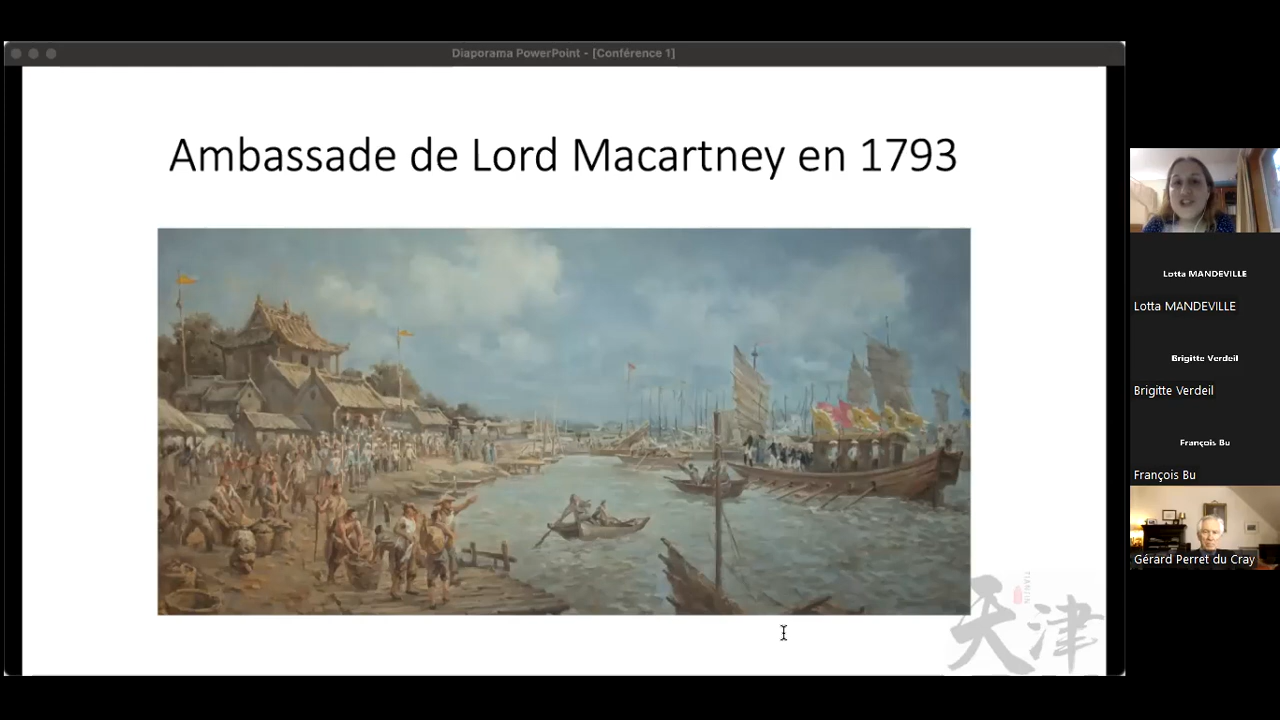 Diaporama PowerPoint - [Conférence 1]
Ambassade de Lord Macartney en 1793
天津
TIANJIN
Lotta MANDEVILLE
Lotta MANDEVILLE
Brigitte Verdeil
Brigitte Verdeil
François Bu
François Bu
Gérard Perret du Cray